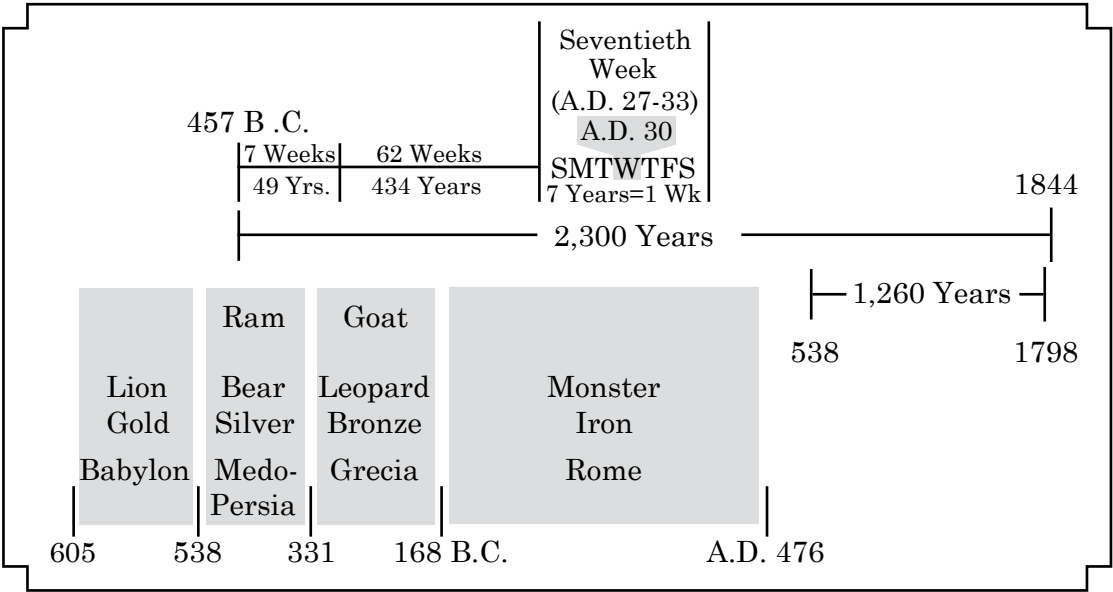 Seventieth
Week
(A.D. 27-33)
A.D. 30
SMTWTFS
7 Years=1 Wk
457 B .C.
7 Weeks
62 Weeks
49 Yrs.
434 Years
1844
2,300 Years
1,260 Years
538
1798
Ram
Goat
Lion
Bear
Leopard
Monster
Gold
Silver
Bronze
Iron
Babylon
Medo-
Persia
Grecia
Rome
605
538
331
168 B.C.
A.D. 476